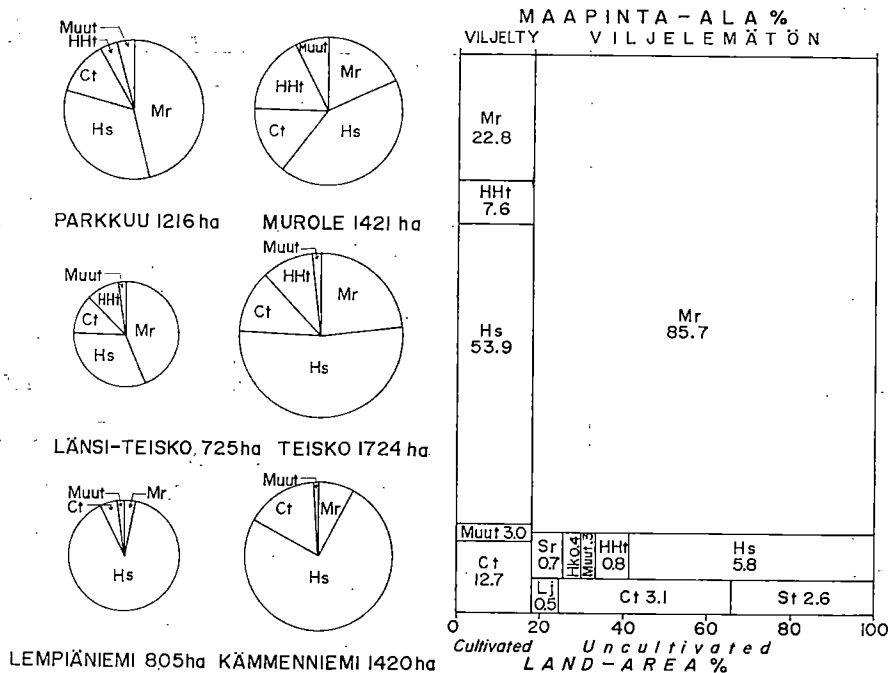 Muut
HHt
Ct
Mr
Hs
PARKKUU 1216 ha
Muut
Mr
HHt
Ct
Hs
MUROLE 1421 ha
Muut
HHt
Ct
Mr
Hs
LÄNSI-TEISKO, 725 ha
Muut
HHt
Mr
Ct
Hs
TEISKO 1724 ha
Muut
Mr
Ct
Hs
LEMPIÄNIEMI 805 ha
Muut
Ct
Mr
Hs
KÄMMENNIEMI 1420 ha
MAAPINTA-ALA %
VILJELTY VILJELEMÄTÖN
Mr
22.8
HHt
7.6
Hs
53.9
Muut 3.0
Ct
12.7
Mr
85.7
Sr
0.7
Hk 0.4
Muut .3
HHt
0.8
Hs
5.8
Lj
0.5
Ct 3.1
St 2.6
0 20 40 60 80 100
Cultivated Uncultivated
LAND-AREA %